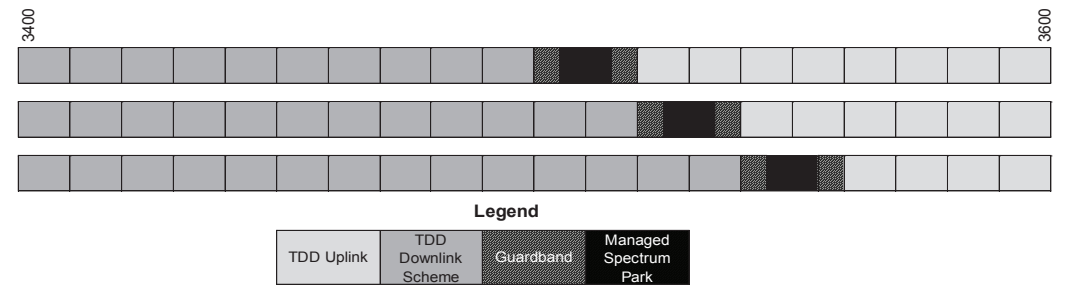 3400
3600
Legend
TDD Uplink
TDD
Downlink
Scheme
Guardband
Managed
Spectrum
Park